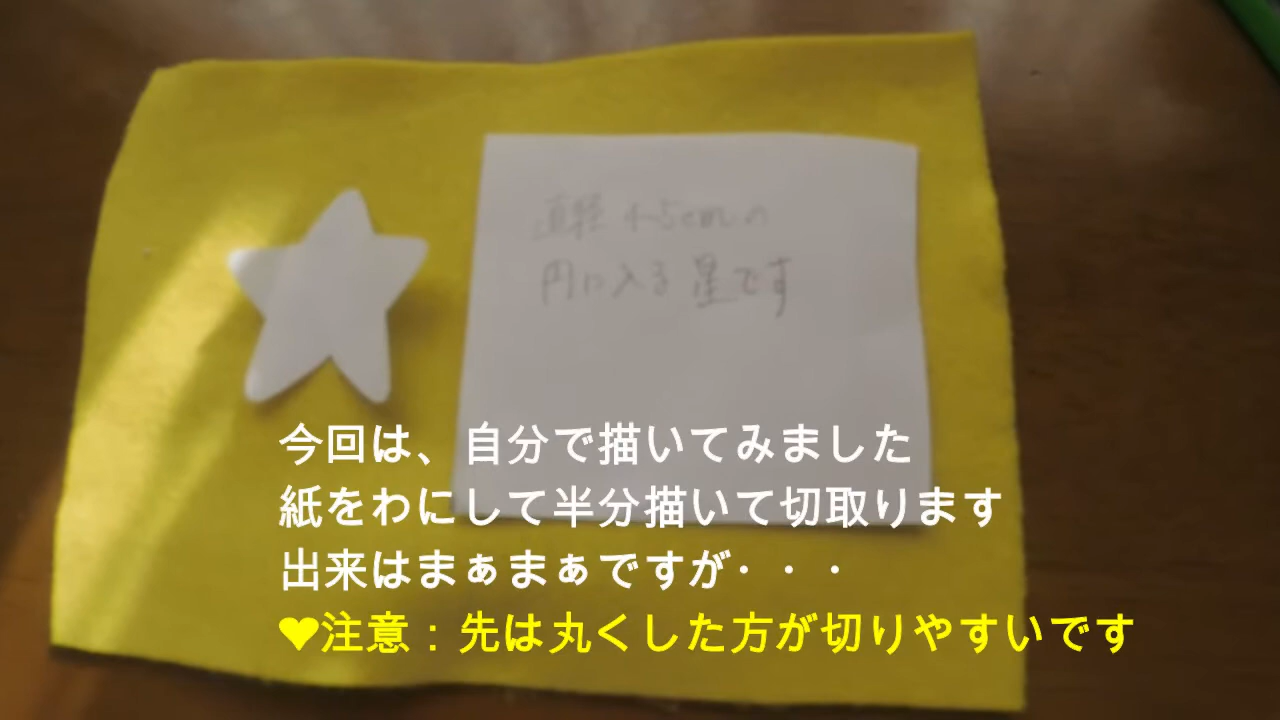 直径4.5cmの
円に入る星です
今回は、自分で描いてみました
紙をわにして半分描いて切取ります
出来はまぁまぁですが・・・
❤注意：先は丸くした方が切りやすいです